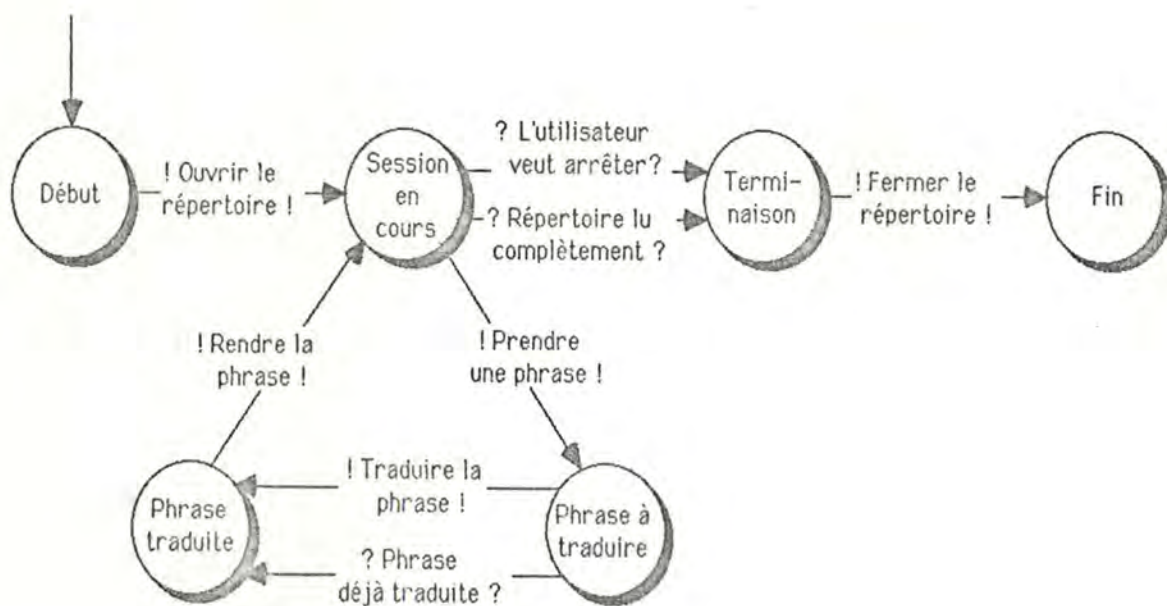 Début
! Ouvrir le
répertoire !
Session
en
cours
? L'utilisateur
veut arrêter?
? Répertoire lu
complètement ?
Termi-
naison
! Fermer le
répertoire !
Fin
! Rendre la
phrase !
! Prendre
une phrase !
Phrase
traduite
! Traduire la
phrase !
? Phrase
déjà traduite ?
Phrase à
traduire